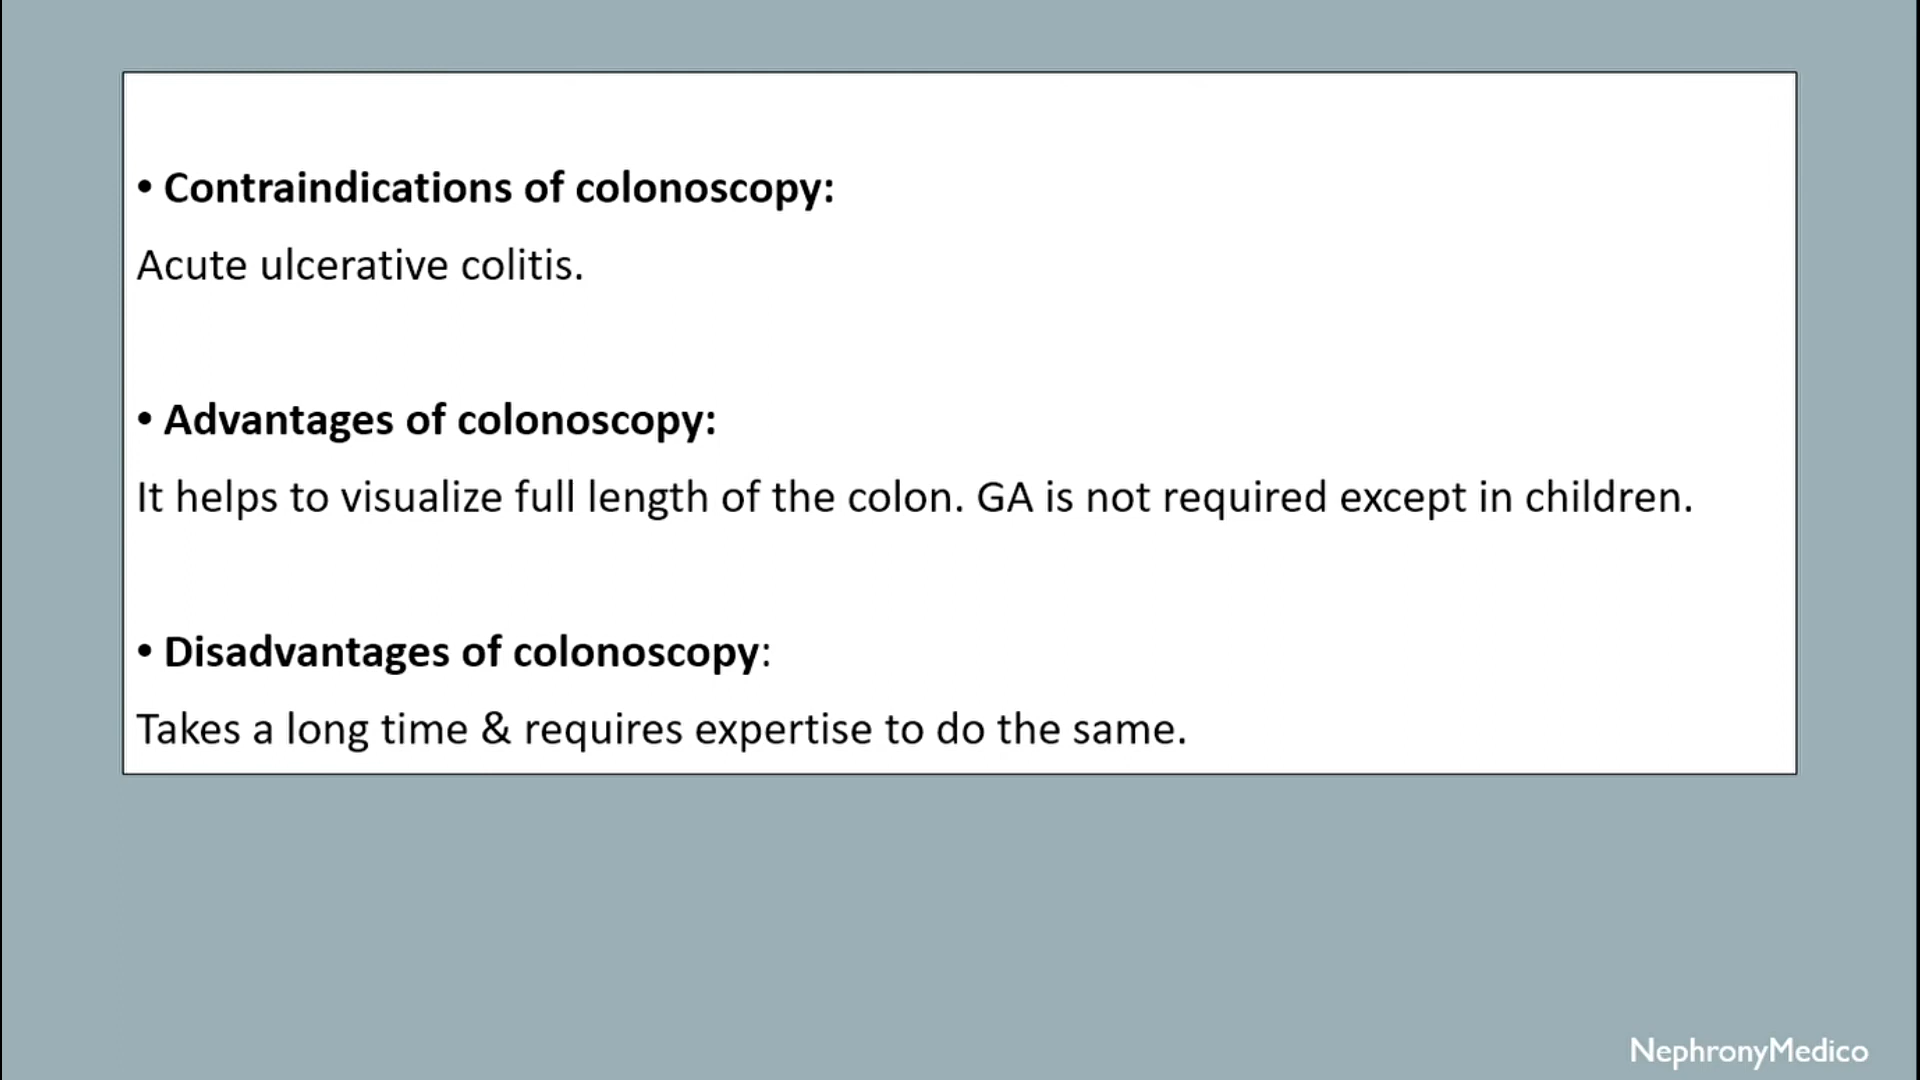 • Contraindications of colonoscopy:
Acute ulcerative colitis.
• Advantages of colonoscopy:
It helps to visualize full length of the colon. GA is not required except in children.
• Disadvantages of colonoscopy:
Takes a long time & requires expertise to do the same.
NephronyMedico